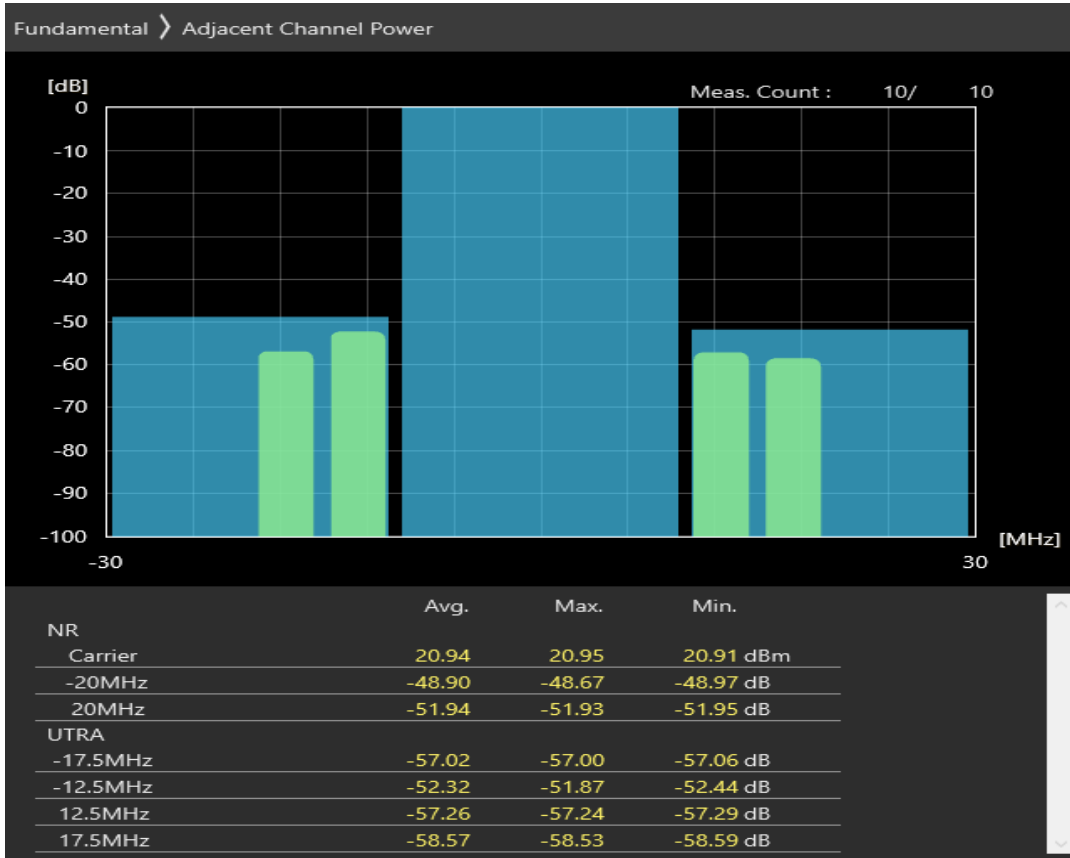 Fundamental ❭ Adjacent Channel Power
[dB]
Meas. Count : 10/ 10
0
-10
-20
-30
-40
-50
-60
-70
-80
-90
-100
[MHz]
-30 30
Avg. Max. Min.
NR
Carrier 20.94 20.95 20.91 dBm
-20MHz -48.90 -48.67 -48.97 dB
20MHz -51.94 -51.93 -51.95 dB
UTRA
-17.5MHz -57.02 -57.00 -57.06 dB
-12.5MHz -52.32 -51.87 -52.44 dB
12.5MHz -57.26 -57.24 -57.29 dB
17.5MHz -58.57 -58.53 -58.59 dB